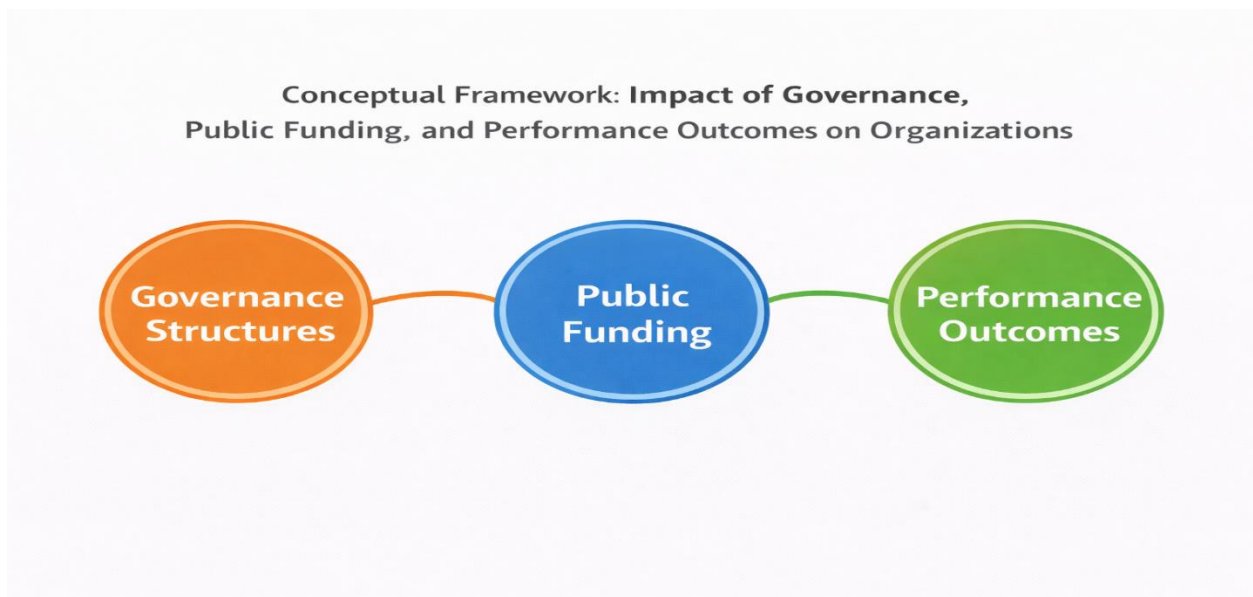 Conceptual Framework: Impact of Governance,
Public Funding, and Performance Outcomes on Organizations
Governance
Structures
Public
Funding
Performance
Outcomes